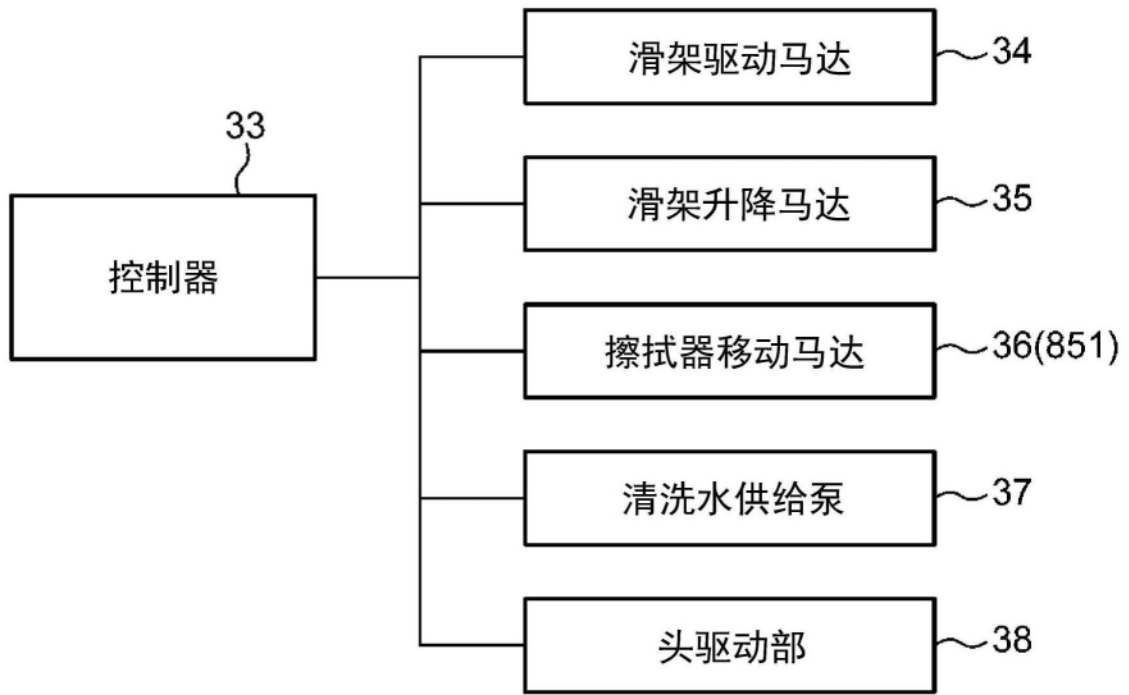 滑架驱动马达
34
33
滑架升降马达
35
控制器
擦拭器移动马达
36(851)
清洗水供给泵
37
头驱动部
38